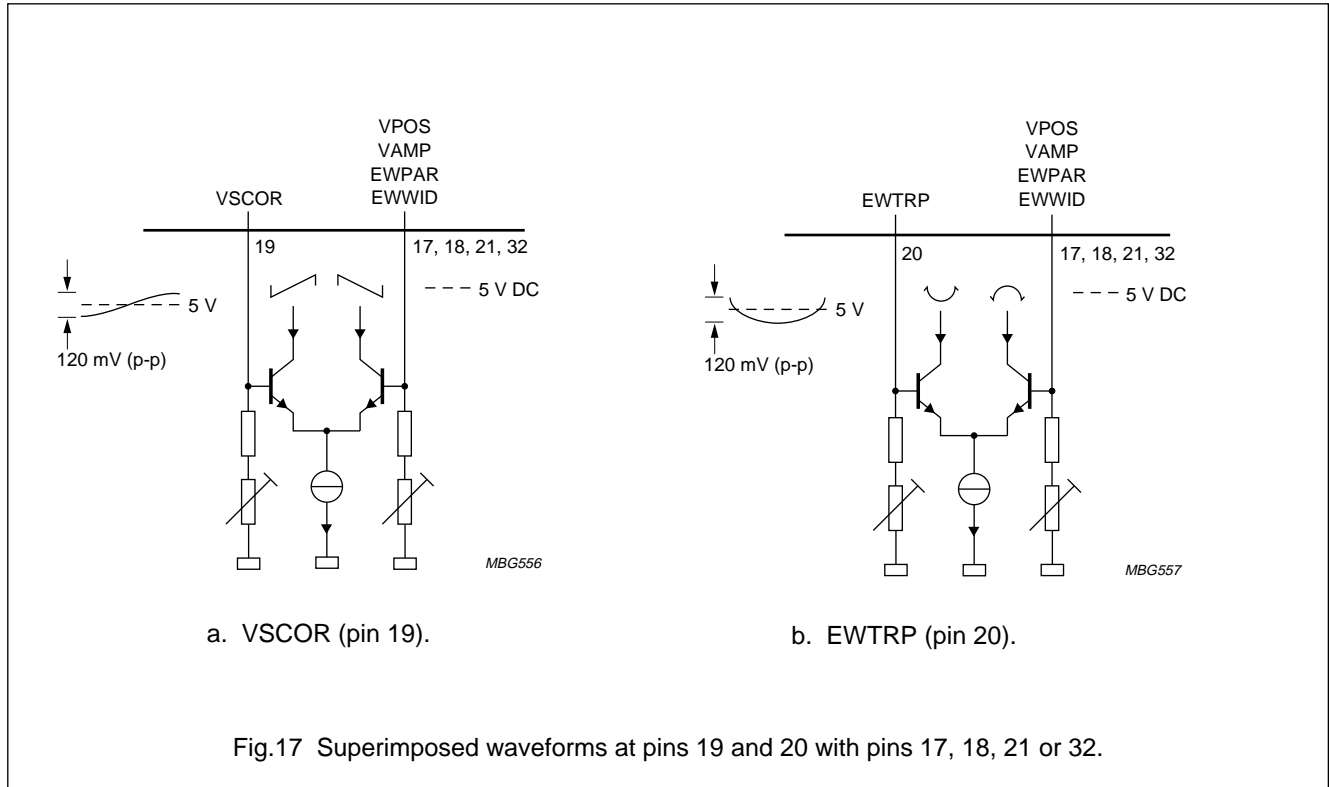 VPOS
VAMP
EWPAR
EWWID
VSCOR
19
17, 18, 21, 32
5 V DC
5 V
120 mV (p-p)
MBG556
a. VSCOR (pin 19).
VPOS
VAMP
EWPAR
EWWID
EWTRP
20
17, 18, 21, 32
5 V DC
5 V
120 mV (p-p)
MBG557
b. EWTRP (pin 20).
Fig.17 Superimposed waveforms at pins 19 and 20 with pins 17, 18, 21 or 32.